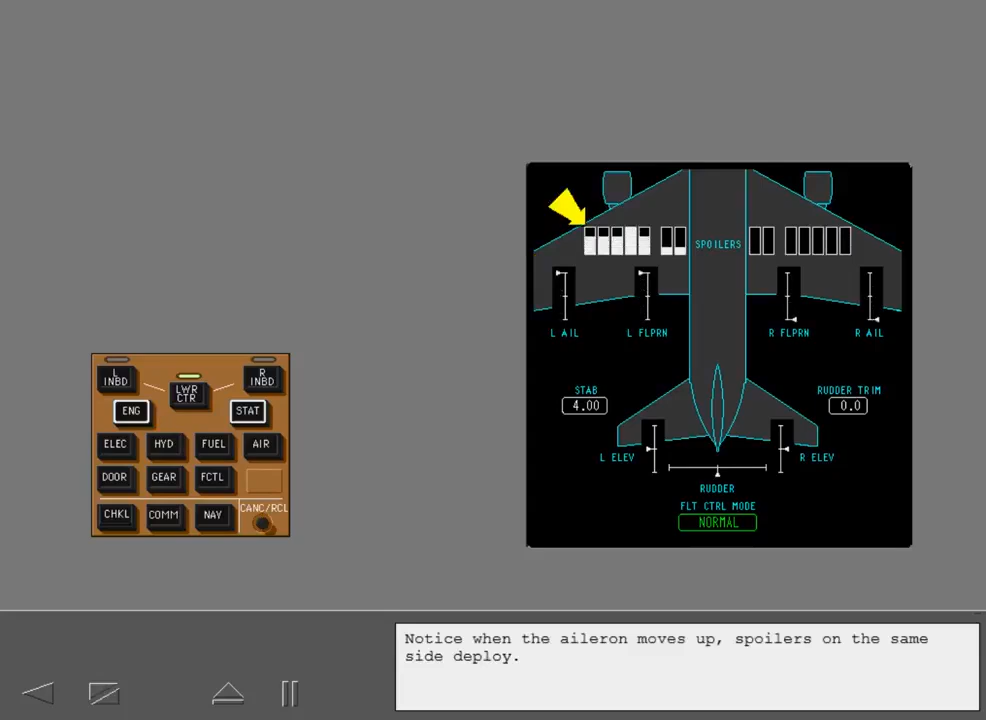 SPOILERS
L AIL
L FLPRN
R FLPRN
R AIL
STAB
4.00
RUDDER TRIM
0.0
L ELEV
R ELEV
RUDDER
FLT CTRL MODE
NORMAL
L
INBD
LWR
CTR
R
INBD
ENG
STAT
ELEC
HYD
FUEL
AIR
DOOR
GEAR
FCTL
CHKL
COMM
NAV
CANC/RCL
Notice when the aileron moves up, spoilers on the same
side deploy.